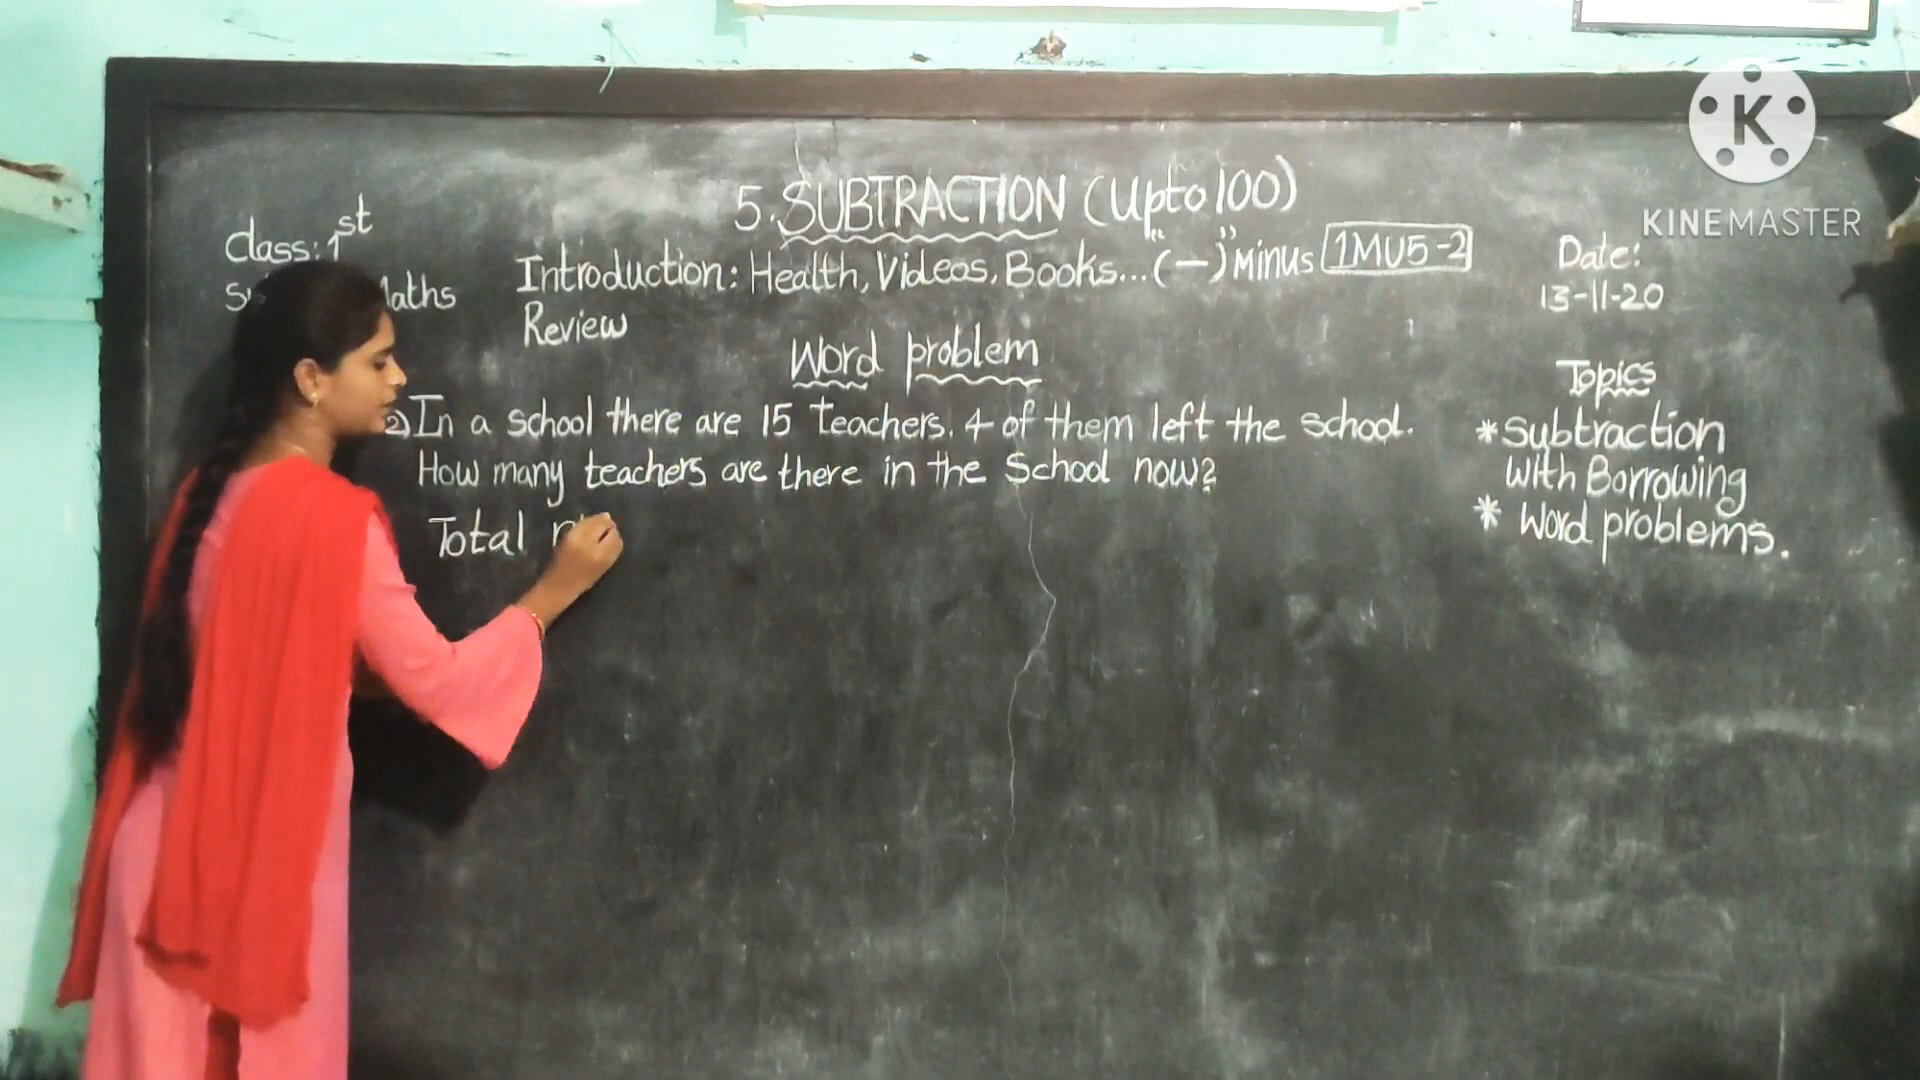 K
KINEMASTER
5. SUBTRACTION (Upto 100)
Class: 1st
Maths
Introduction: Health, Videos, Books... "(-)" Minus 1MU5-2
Review
Date:
13-11-20
Word problem
2) In a school there are 15 teachers. 4 of them left the school.
How many teachers are there in the School now?
Total
Topics
* Subtraction
With Borrowing
* Word problems.